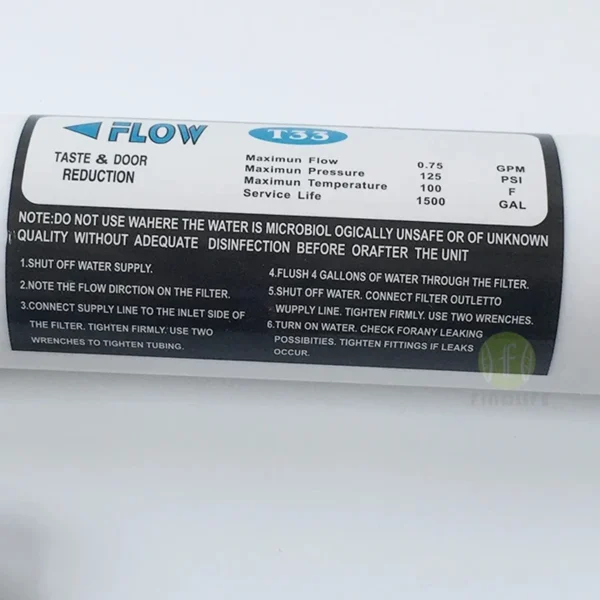 FLOW
T33
TASTE & DOOR
REDUCTION
Maximun Flow 0.75 GPM
Maximun Pressure 125 PSI
Maximun Temperature 100 F
Service Life 1500 GAL
NOTE:DO NOT USE WAHERE THE WATER IS MICROBIOL OGICALLY UNSAFE OR OF UNKNOWN
QUALITY WITHOUT ADEQUATE DISINFECTION BEFORE ORAFTER THE UNIT
1.SHUT OFF WATER SUPPLY.
2.NOTE THE FLOW DIRCTION ON THE FILTER.
3.CONNECT SUPPLY LINE TO THE INLET SIDE OF
THE FILTER. TIGHTEN FIRMLY. USE TWO
WRENCHES TO TIGHTEN TUBING.
4.FLUSH 4 GALLONS OF WATER THROUGH THE FILTER.
5.SHUT OFF WATER. CONNECT FILTER OUTLETTO
WUPPLY LINE. TIGHTEN FIRMLY. USE TWO WRENCHES.
6.TURN ON WATER. CHECK FORANY LEAKING
POSSIBITIES. TIGHTEN FITTINGS IF LEAKS
OCCUR.